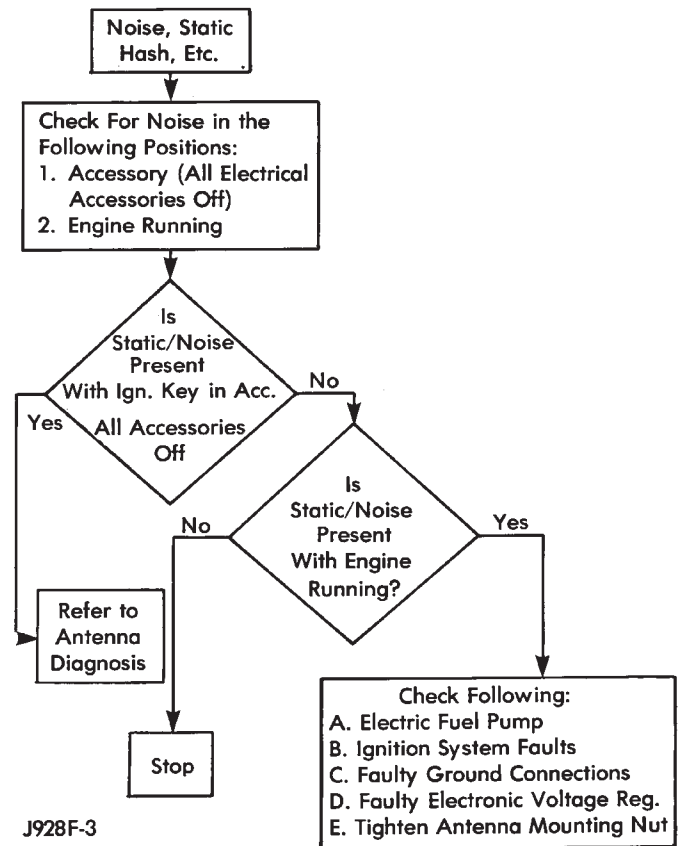 Noise, Static
Hash, Etc.
Check For Noise in the
Following Positions:
1. Accessory (All Electrical
Accessories Off)
2. Engine Running
Is
Static/Noise
Present
With Ign. Key in Acc.
All Accessories
Off
Yes
No
Is
Static/Noise
Present
With Engine
Running?
No
Yes
Refer to
Antenna
Diagnosis
Stop
Check Following:
A. Electric Fuel Pump
B. Ignition System Faults
C. Faulty Ground Connections
D. Faulty Electronic Voltage Reg.
E. Tighten Antenna Mounting Nut
J928F-3